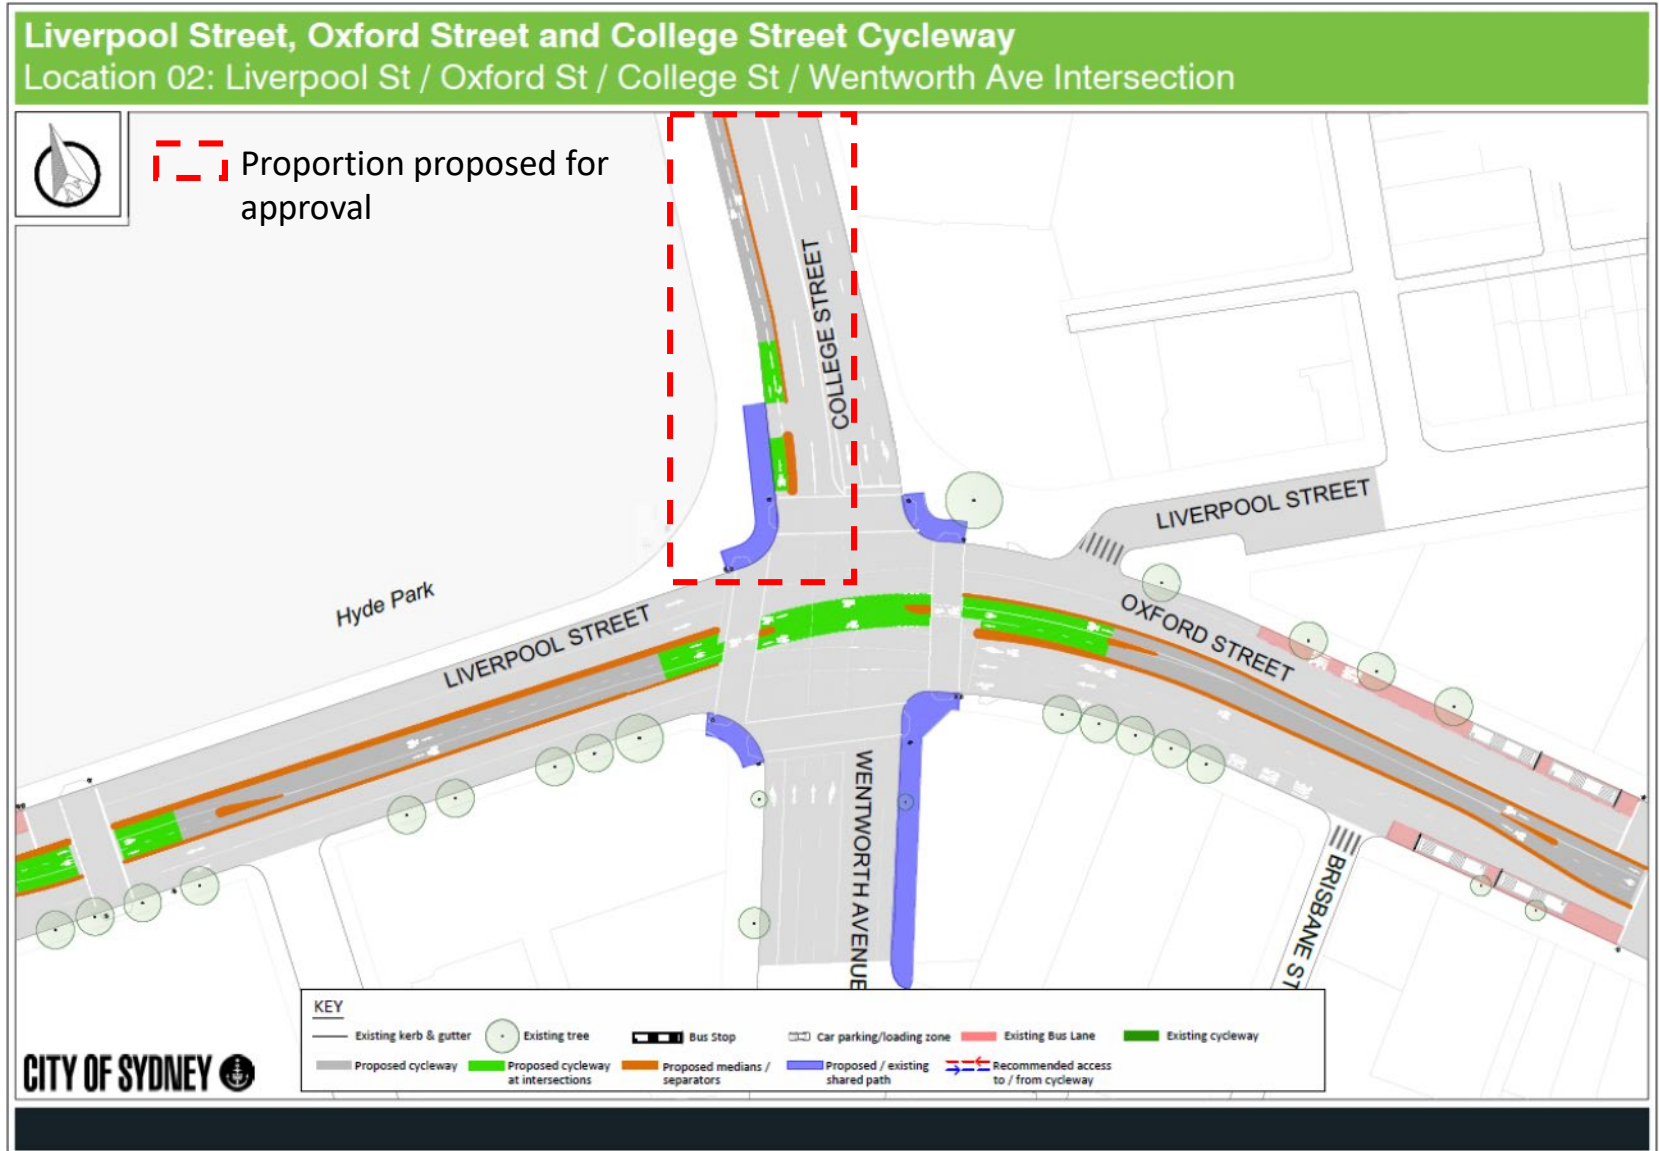 Liverpool Street, Oxford Street and College Street Cycleway
Location 02: Liverpool St / Oxford St / College St / Wentworth Ave Intersection
Proportion proposed for
approval
COLLEGE STREET
LIVERPOOL STREET
Hyde Park
LIVERPOOL STREET
OXFORD STREET
WENTWORTH AVENUE
BRISBANE ST
KEY
Existing kerb & gutter
Existing tree
Bus Stop
Car parking/loading zone
Existing Bus Lane
Existing cycleway
Proposed cycleway
Proposed cycleway
at intersections
Proposed medians /
separators
Proposed / existing
shared path
Recommended access
to / from cycleway
CITY OF SYDNEY